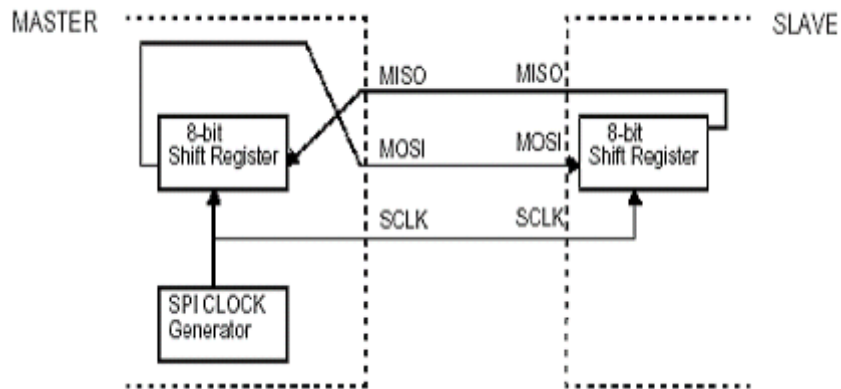 MASTER
SLAVE
MISO
MISO
8-bit
Shift Register
MOSI
MOSI
8-bit
Shift Register
SCLK
SCLK
SPI CLOCK
Generator